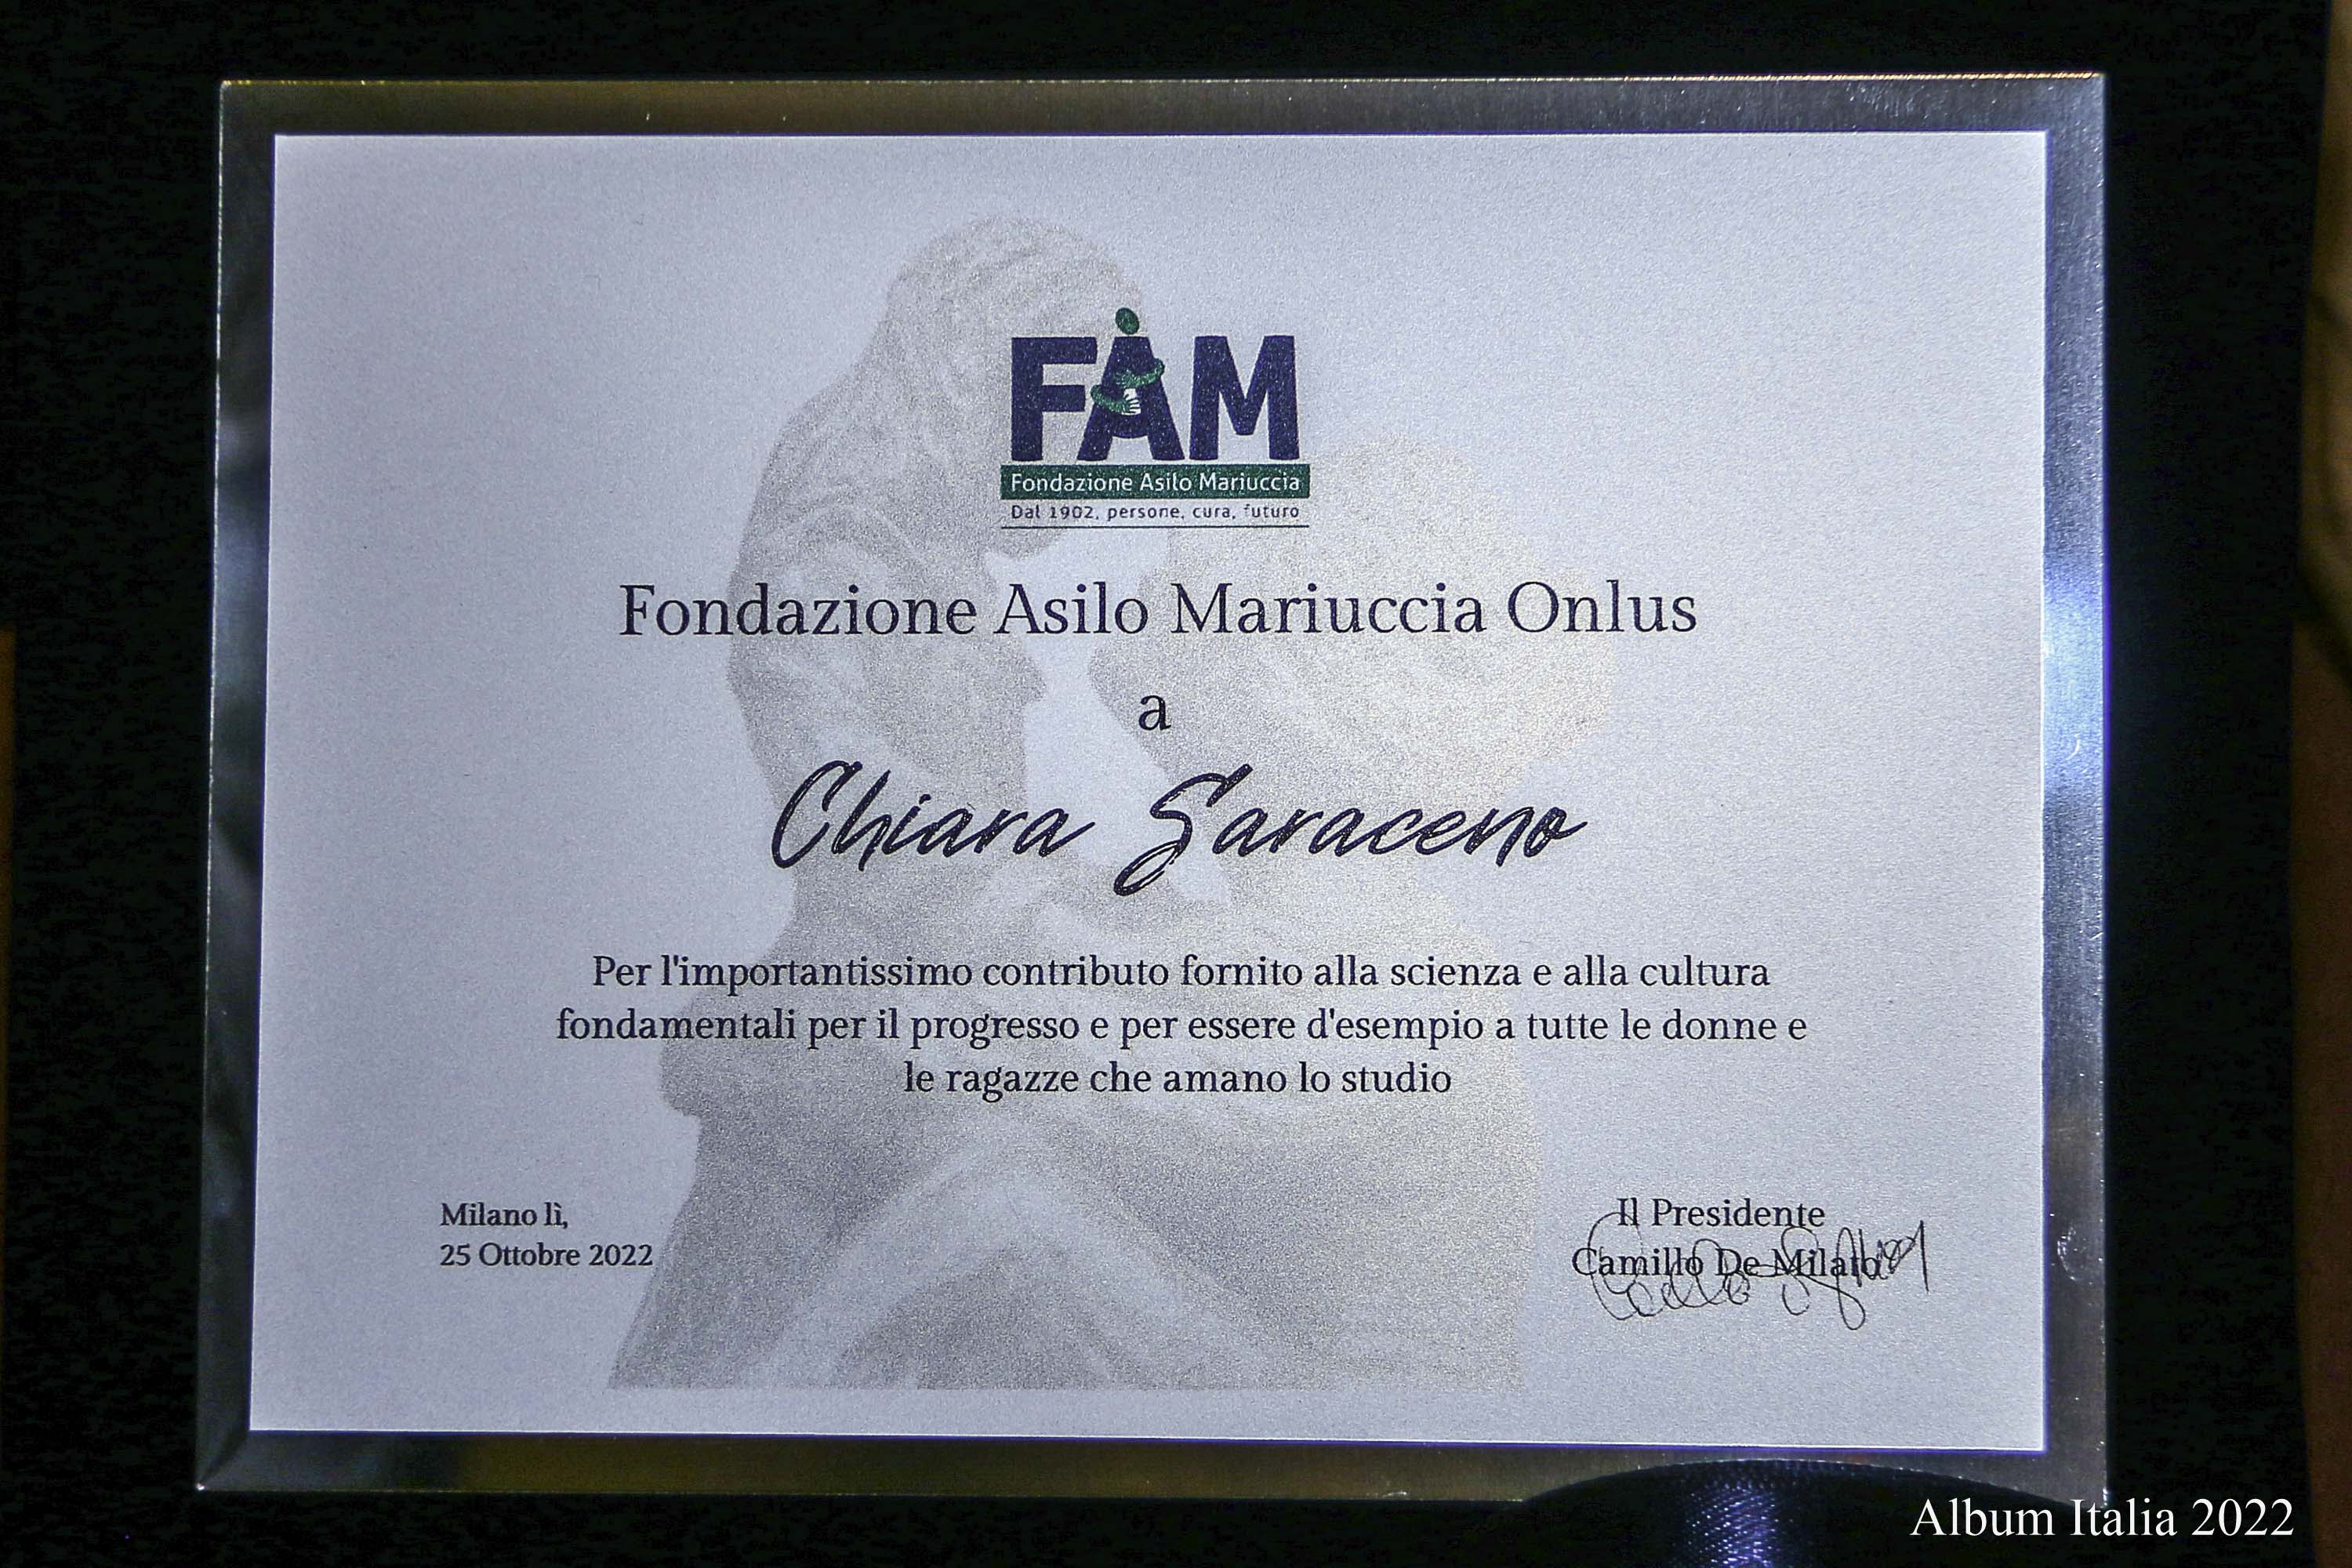 FAM
Fondazione Asilo Mariuccia
Dal 1902, persone, cura, futuro
Fondazione Asilo Mariuccia Onlus
a
Chiara Saraceno
Per l'importantissimo contributo fornito alla scienza e alla cultura
fondamentali per il progresso e per essere d'esempio a tutte le donne e
le ragazze che amano lo studio
Milano lì,
25 Ottobre 2022
Il Presidente
Camillo De Milato
Album Italia 2022